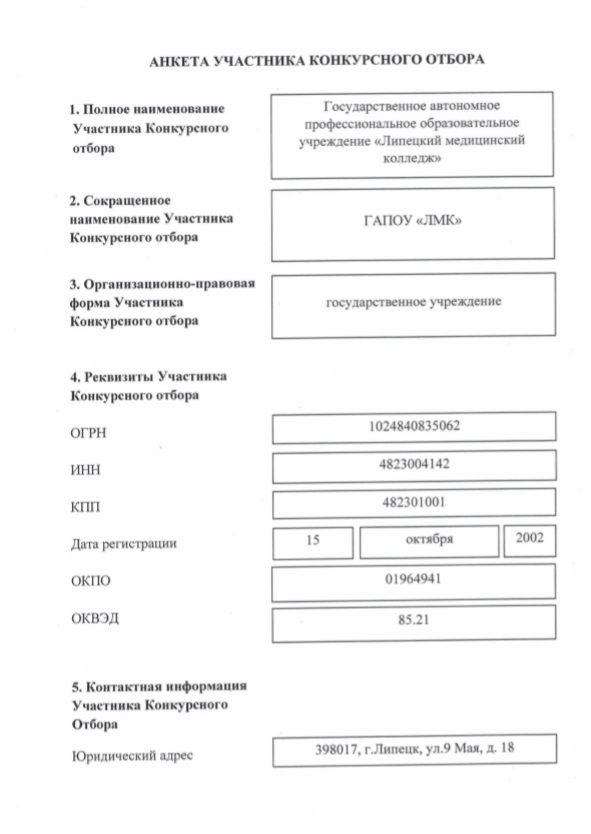 АНКЕТА УЧАСТНИКА КОНКУРСНОГО ОТБОРА
1. Полное наименование
Участника Конкурсного
отбора
Государственное автономное
профессиональное образовательное
учреждение «Липецкий медицинский
колледж»
2. Сокращенное
наименование Участника
Конкурсного отбора
ГАПОУ «ЛМК»
3. Организационно-правовая
форма Участника
Конкурсного отбора
государственное учреждение
4. Реквизиты Участника
Конкурсного отбора
ОГРН
1024840835062
ИНН
4823004142
КПП
482301001
Дата регистрации
15 октября 2002
ОКПО
01964941
ОКВЭД
85.21
5. Контактная информация
Участника Конкурсного
Отбора
Юридический адрес
398017, г.Липецк, ул.9 Мая, д. 18